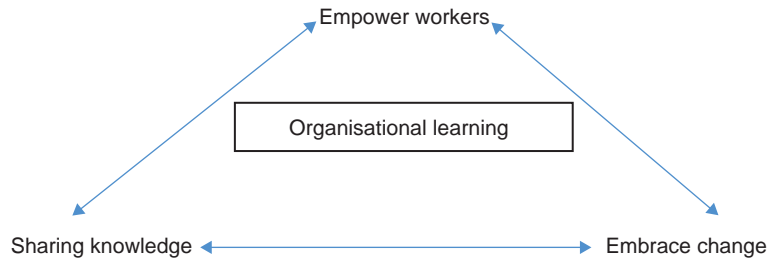 Empower workers
Organisational learning
Sharing knowledge
Embrace change